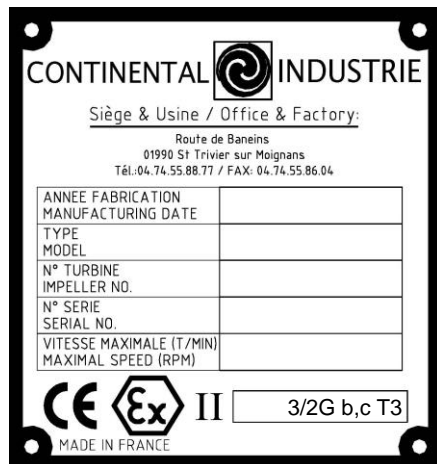 CONTINENTAL INDUSTRIE
Siège & Usine / Office & Factory:
Route de Baneins
01990 St Trivier sur Moignans
Tél.:04.74.55.88.77 / FAX: 04.74.55.86.04
ANNEE FABRICATION
MANUFACTURING DATE
TYPE
MODEL
N° TURBINE
IMPELLER NO.
N° SERIE
SERIAL NO.
VITESSE MAXIMALE (T/MIN)
MAXIMAL SPEED (RPM)
CE Ex II 3/2G b,c T3
MADE IN FRANCE